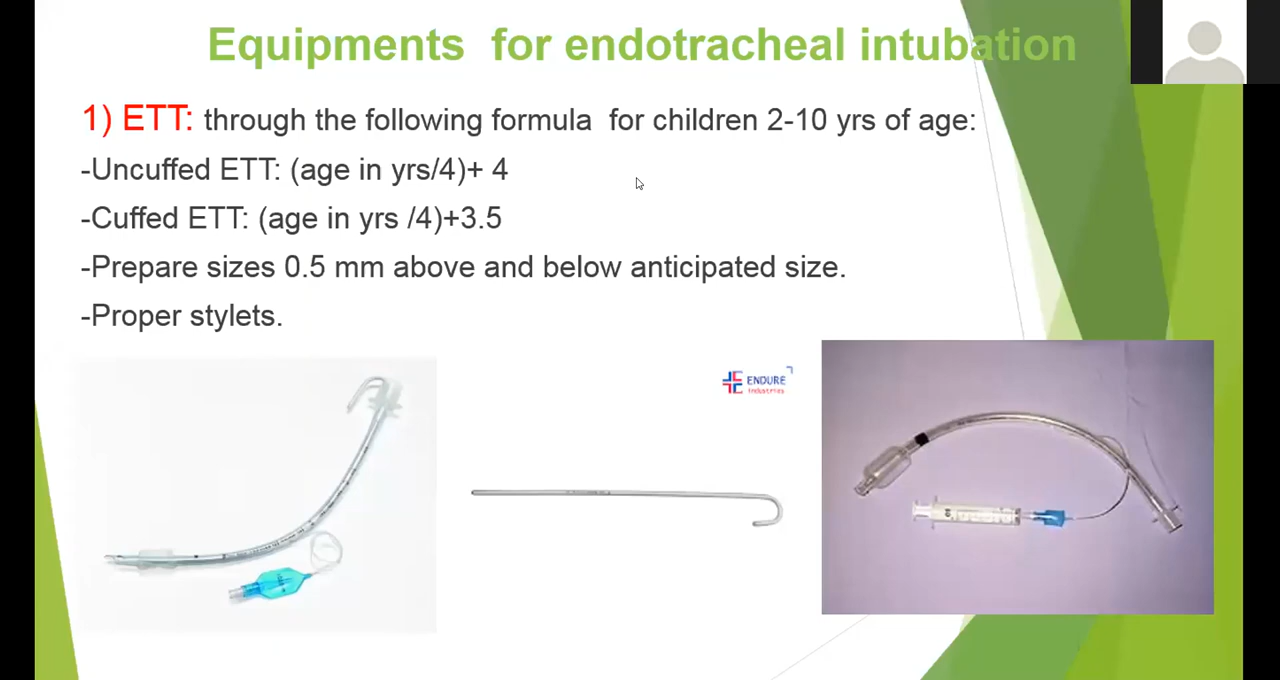 Equipments for endotracheal intubation
1) ETT: through the following formula for children 2-10 yrs of age:
-Uncuffed ETT: (age in yrs/4)+ 4
-Cuffed ETT: (age in yrs /4)+3.5
-Prepare sizes 0.5 mm above and below anticipated size.
-Proper stylets.
ENDURE
Industries